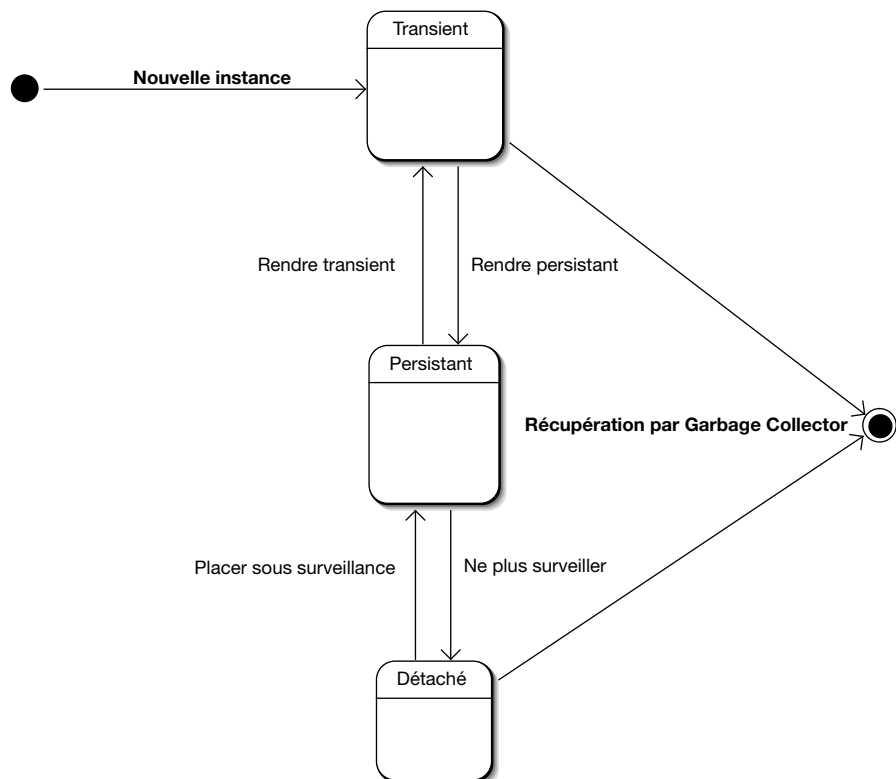 Transient
Nouvelle instance
Rendre transient
Rendre persistant
Persistant
Récupération par Garbage Collector
Placer sous surveillance
Ne plus surveiller
Détaché